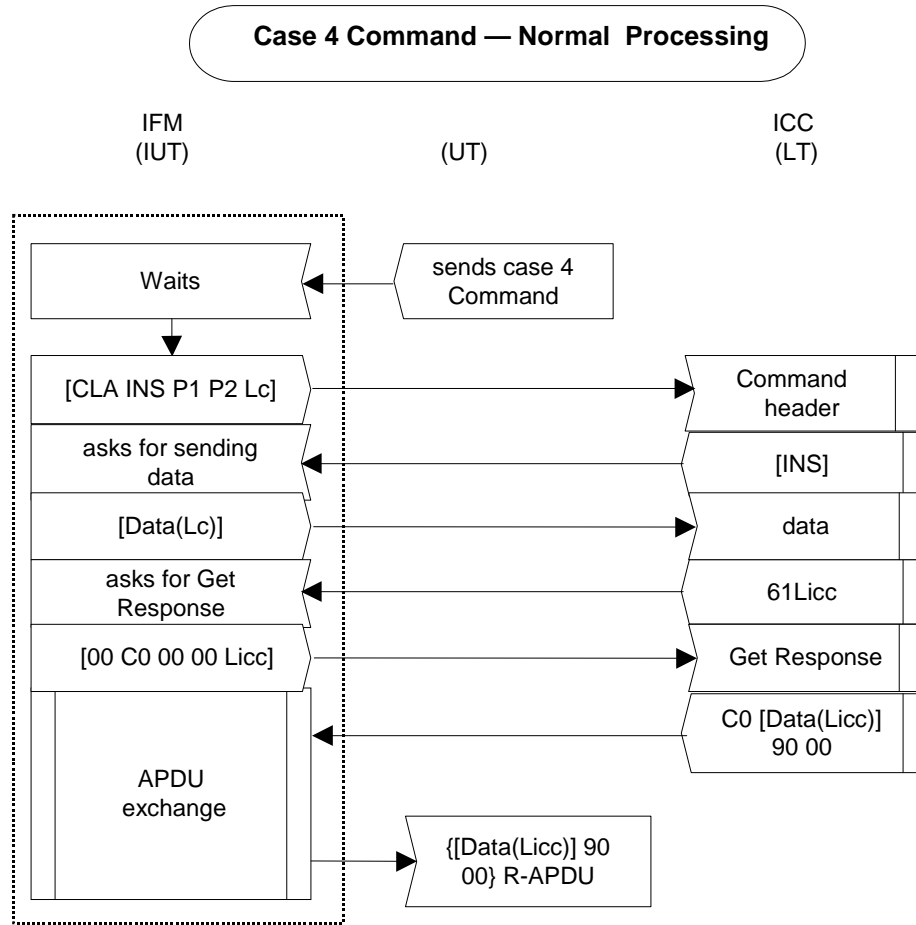 Case 4 Command — Normal Processing
IFM
(IUT)
(UT)
ICC
(LT)
Waits
sends case 4
Command
[CLA INS P1 P2 Lc]
Command
header
asks for sending
data
[INS]
[Data(Lc)]
data
asks for Get
Response
61Licc
[00 C0 00 00 Licc]
Get Response
C0 [Data(Licc)]
90 00
APDU
exchange
{[Data(Licc)] 90
00} R-APDU